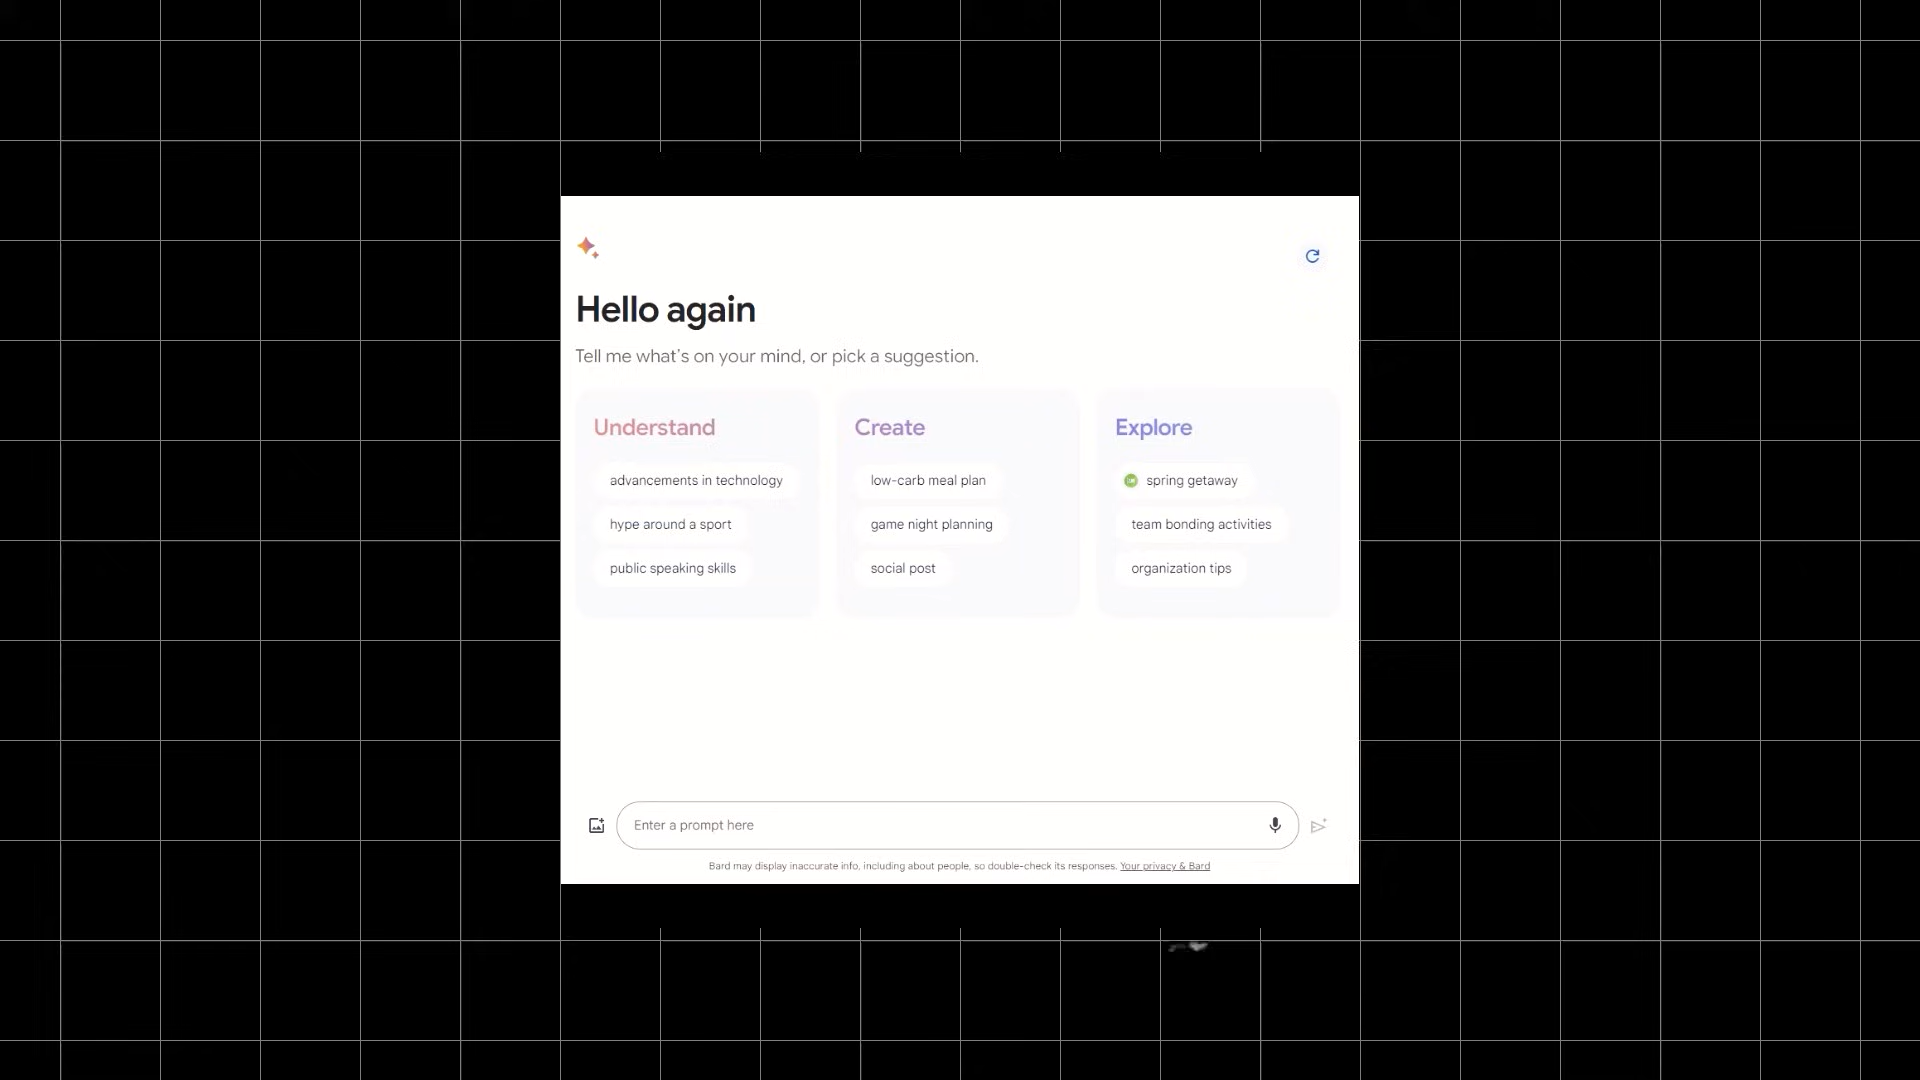 Hello again
Tell me what's on your mind, or pick a suggestion.
Understand
advancements in technology
hype around a sport
public speaking skills
Create
low-carb meal plan
game night planning
social post
Explore
spring getaway
team bonding activities
organization tips
Enter a prompt here
Bard may display inaccurate info, including about people, so double-check its responses. Your privacy & Bard